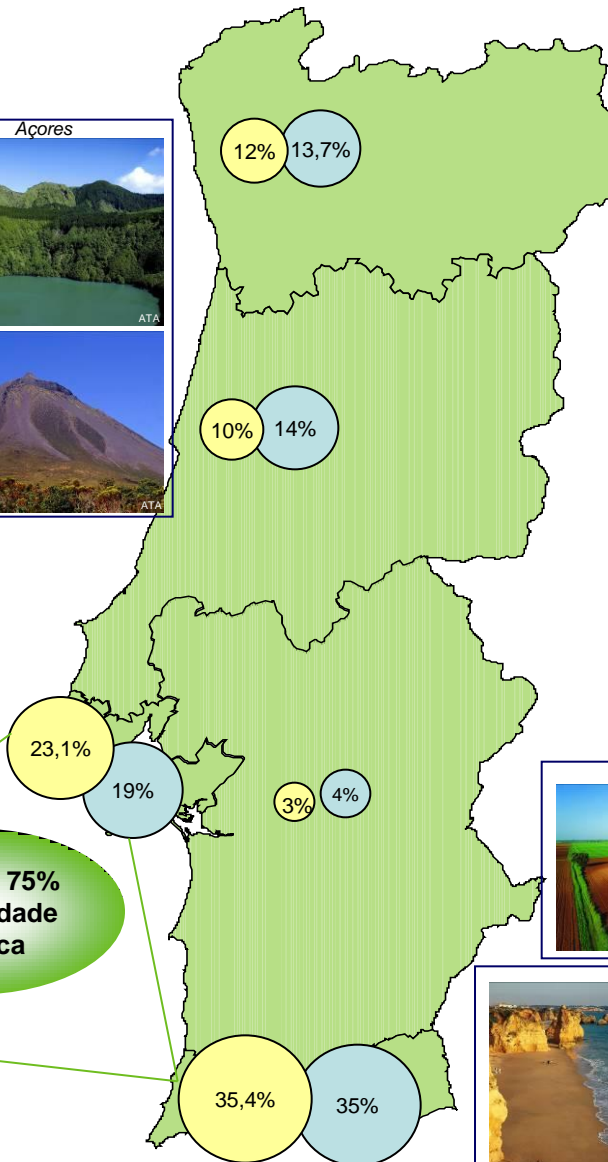 Açores
12%
13,7%
ATA
ATA
10%
14%
23,1%
19%
3%
4%
75%
dade
ca
35,4%
35%